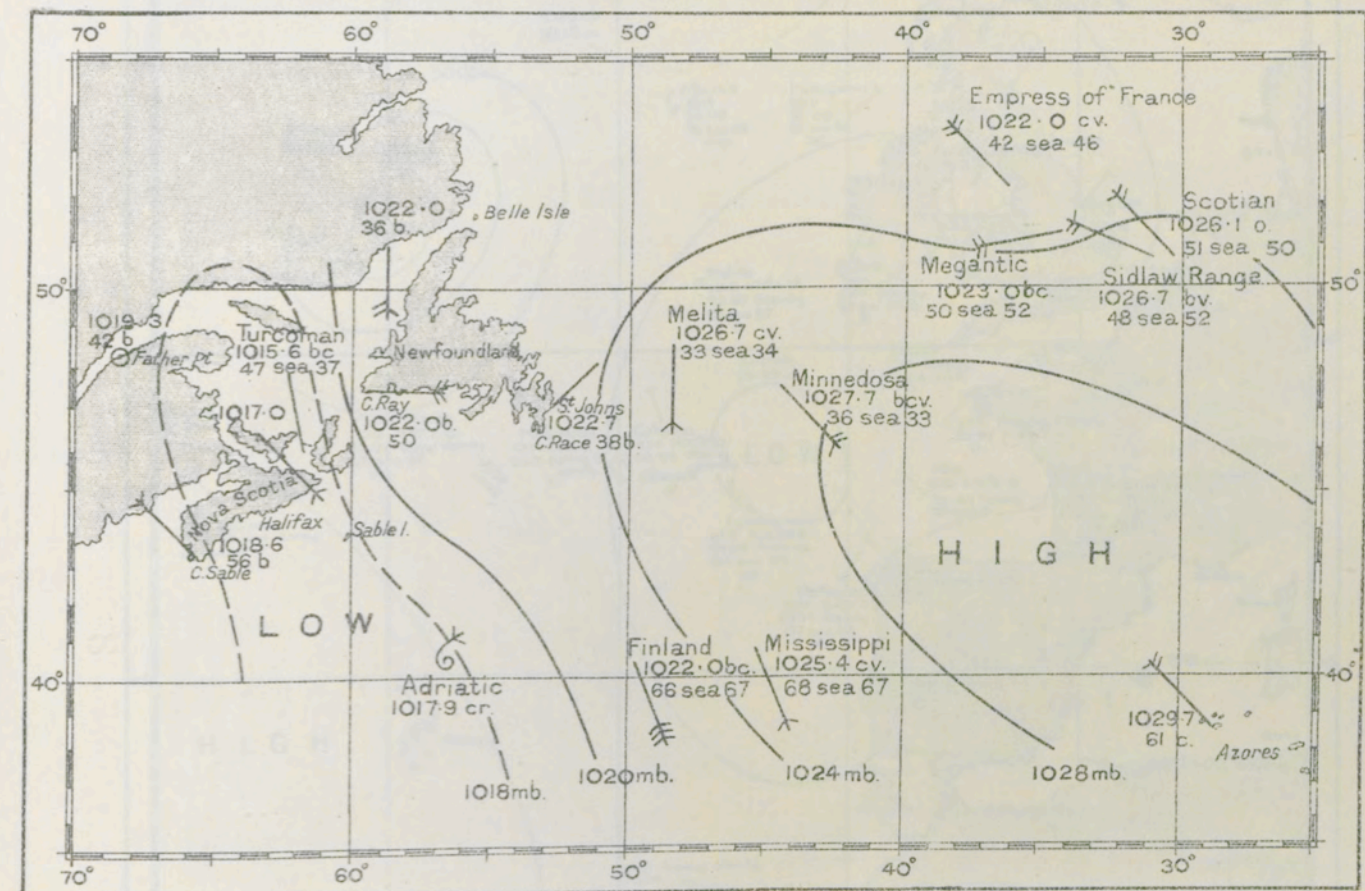 70°
60°
50°
40°
30°
Empress of France
1022·0 cv.
42 sea 46
1022·0
36 b.
Belle Isle
Scotian
1026·1 o.
51 sea 50
Megantic
1023·0bc.
50 sea 52
Sidlaw Range
1026·7 bv.
48 sea 52
50°
50°
1019·3
42 b
Father Pt
Turcoman
1015·6 bc
47 sea 37
Newfoundland
Melita
1026·7 cv.
33 sea 34
Minnedosa
1027·7 bcv.
36 sea 33
C.Ray
1022·0b.
50
St Johns
1022·7
C.Race 38b.
1017·0
Nova Scotia
Halifax
Sable I.
1018·6
56 b
C.Sable
HIGH
LOW
Finland
1022·0bc.
66 sea 67
Mississippi
1025·4 cv.
68 sea 67
40°
40°
Adriatic
1017·9 cr.
1029·7
61 c.
Azores
1018mb.
1020mb.
1024mb.
1028mb.
70°
60°
50°
40°
30°